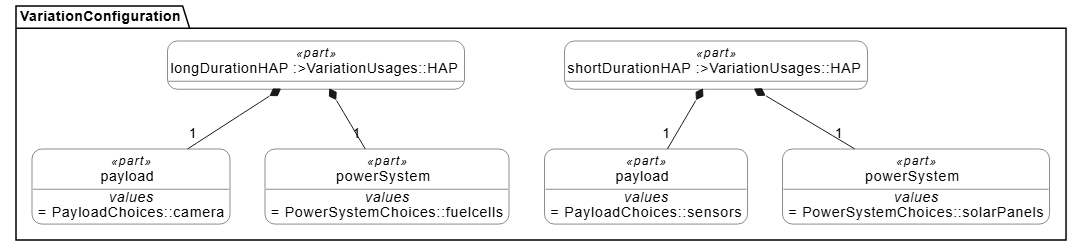 VariationConfiguration
«part»
longDurationHAP :>VariationUsages::HAP
«part»
shortDurationHAP :>VariationUsages::HAP
1
1
1
1
«part»
payload
values
= PayloadChoices::camera
«part»
powerSystem
values
= PowerSystemChoices::fuelcells
«part»
payload
values
= PayloadChoices::sensors
«part»
powerSystem
values
= PowerSystemChoices::solarPanels